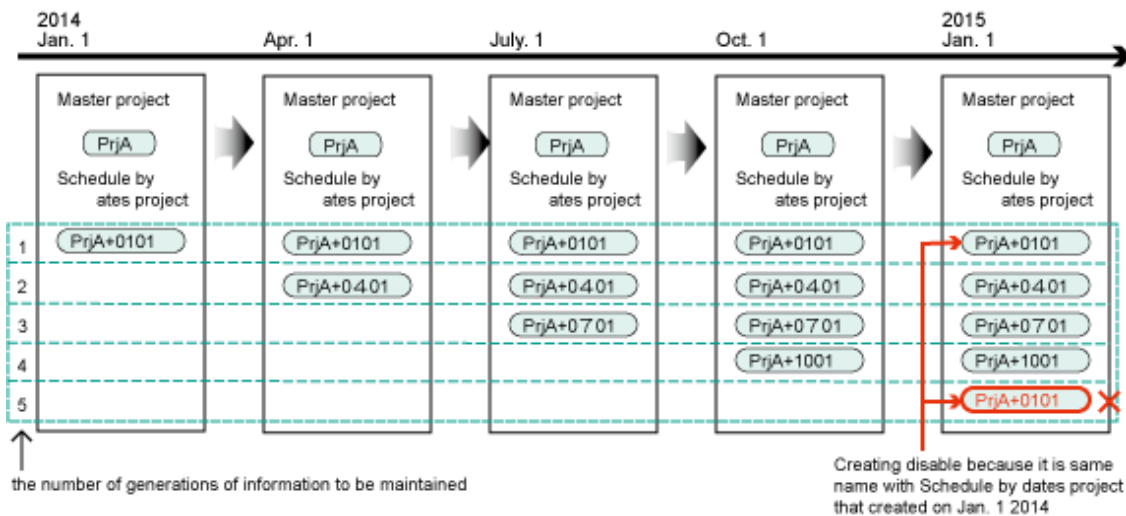 2014
Jan. 1
Apr. 1
July. 1
Oct. 1
2015
Jan. 1
Master project
PrjA
Schedule by
ates project
PrjA+0101
Master project
PrjA
Schedule by
ates project
PrjA+0101
PrjA+0401
Master project
PrjA
Schedule by
ates project
PrjA+0101
PrjA+0401
PrjA+0701
Master project
PrjA
Schedule by
ates project
PrjA+0101
PrjA+0401
PrjA+0701
PrjA+1001
Master project
PrjA
Schedule by
ates project
PrjA+0101
PrjA+0401
PrjA+0701
PrjA+1001
PrjA+0101
1
2
3
4
5
the number of generations of information to be maintained
Creating disable because it is same
name with Schedule by dates project
that created on Jan. 1 2014